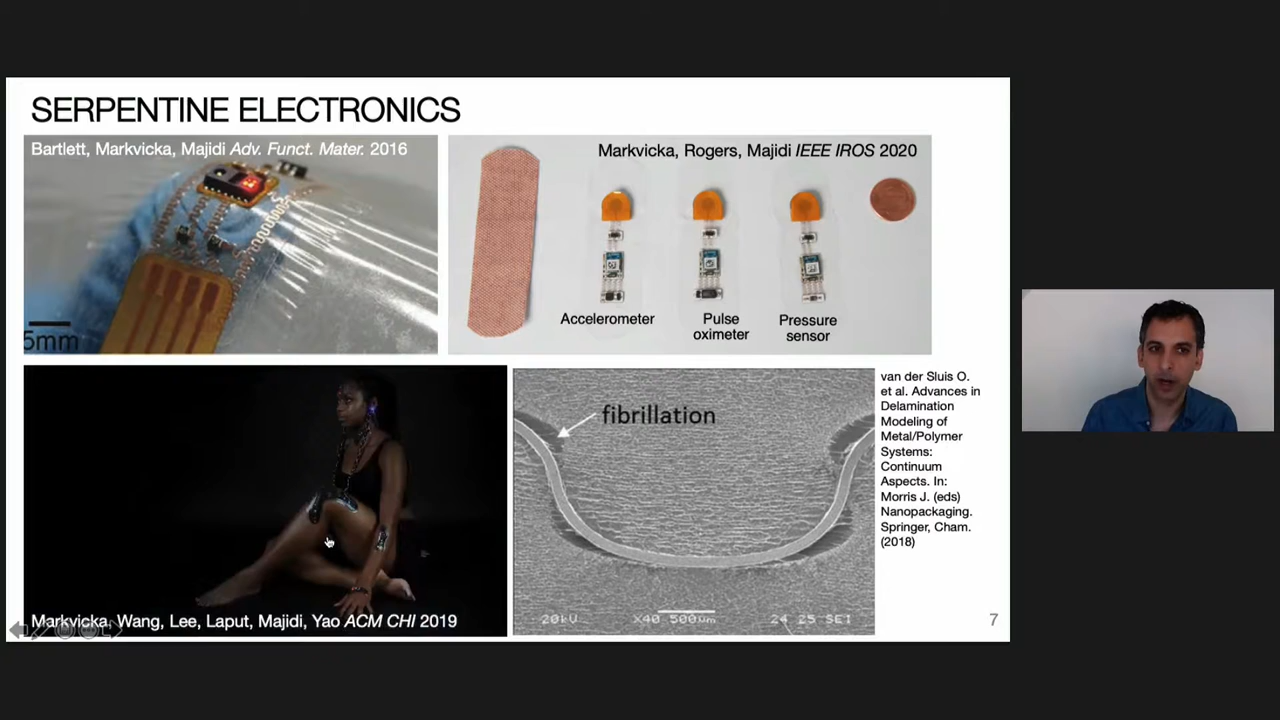 SERPENTINE ELECTRONICS
Bartlett, Markvicka, Majidi Adv. Funct. Mater. 2016
5mm
Markvicka, Rogers, Majidi IEEE IROS 2020
Accelerometer
Pulse
oximeter
Pressure
sensor
Markvicka, Wang, Lee, Laput, Majidi, Yao ACM CHI 2019
fibrillation
20kV X40 500μm 24 25 SEI
van der Sluis O.
et al. Advances in
Delamination
Modeling of
Metal/Polymer
Systems:
Continuum
Aspects. In:
Morris J. (eds)
Nanopackaging.
Springer, Cham.
(2018)
7